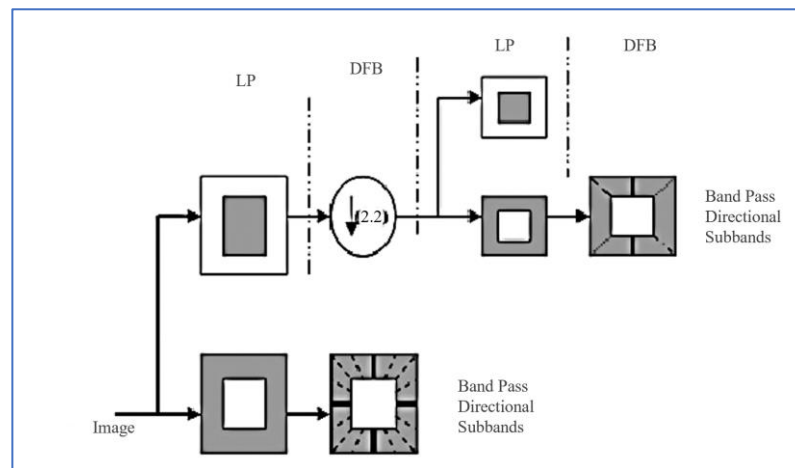 LP
DFB
LP
DFB
(2.2)
Band Pass
Directional
Subbands
Band Pass
Directional
Subbands
Image